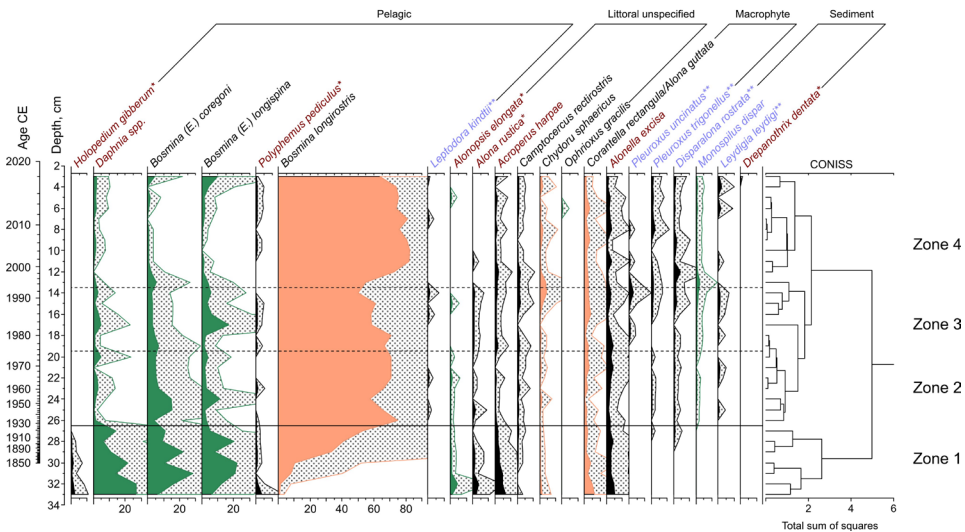 Pelagic
Littoral unspecified
Macrophyte
Sediment
Age CE
Depth, cm
Holopedium gibberum*
Daphnia spp.
Bosmina (E.) coregoni
Bosmina (E.) longispina
Polyphemus pediculus*
Bosmina longirostris
Leptodora kindtii**
Alonopsis elongata*
Alona rustica*
Acroperus harpae
Camptocercus rectirostris
Chydorus sphaericus
Ophrioxus gracilis
Corantella rectangula/Alona guttata
Alonella excisa
Pleuroxus uncinatus**
Pleuroxus trigonellus**
Disparalona rostrata**
Monospilus dispar
Leydigia leydigi**
Drepanothrix dentata*
CONISS
2020
2010
2000
1990
1980
1970
1960
1950
1930
1910
1890
1850
2
4
6
8
10
12
14
16
18
20
22
24
26
28
30
32
34
Zone 4
Zone 3
Zone 2
Zone 1
20 20 20 20 40 60 80
0 2 4 6
Total sum of squares